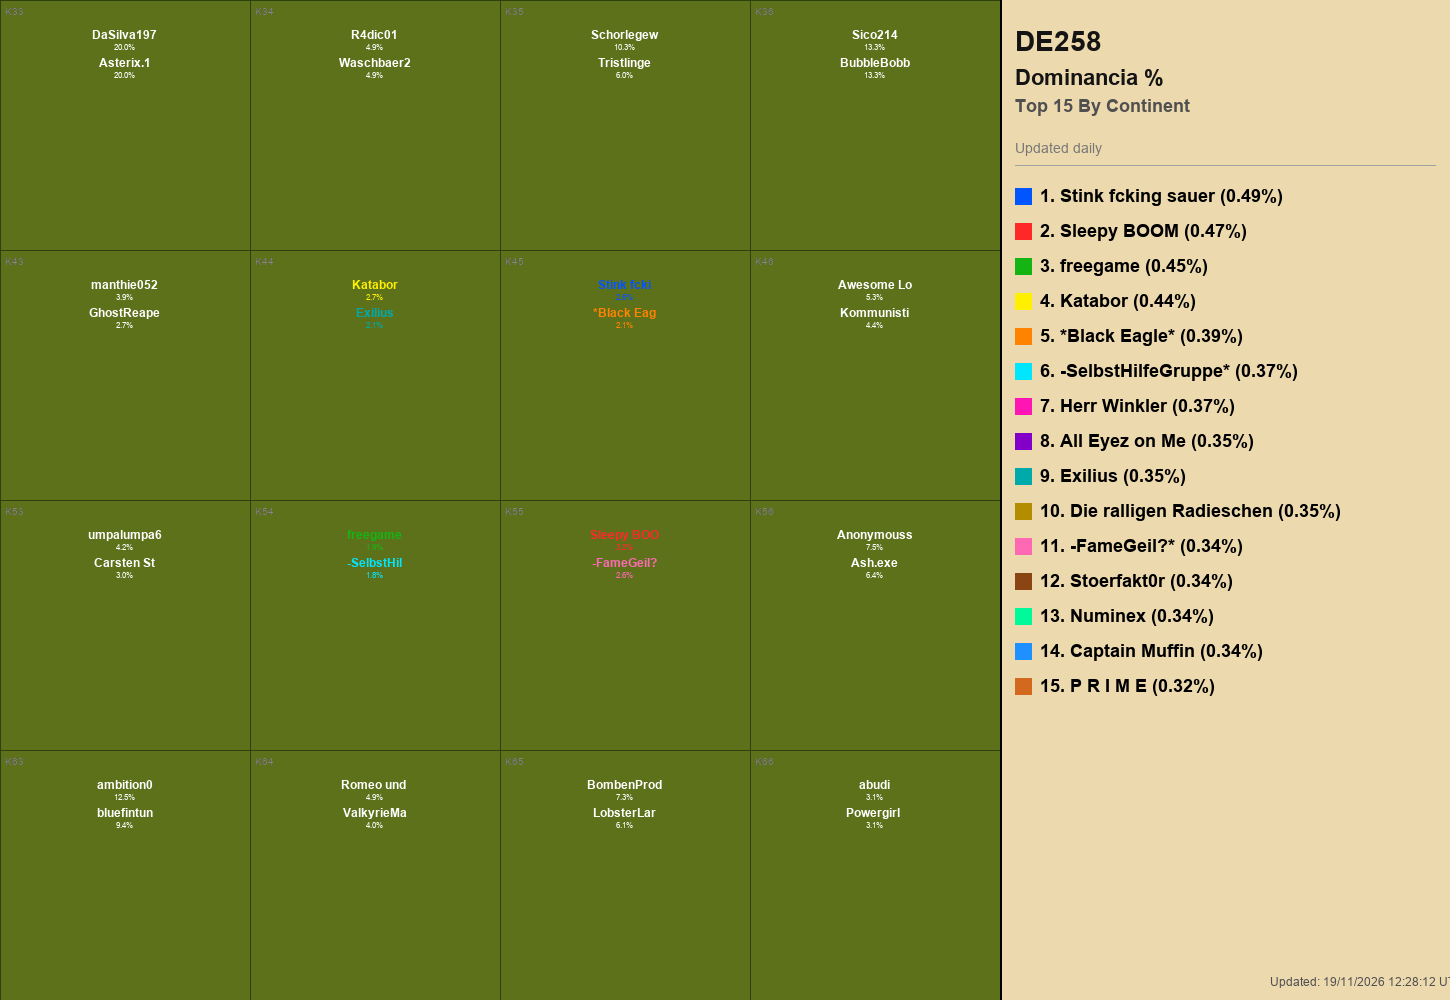 K33
DaSilva197
20.0%
Asterix.1
20.0%
K34
R4dic01
4.9%
Waschbaer2
4.9%
K35
Schorlegew
10.3%
Tristlinge
6.0%
K36
Sico214
13.3%
BubbleBobb
13.3%
K43
manthie052
3.9%
GhostReape
2.7%
K44
Katabor
2.7%
Exilius
2.1%
K45
Stink fcki
*Black Eag
2.1%
K46
Awesome Lo
5.3%
Kommunisti
4.4%
K53
umpalumpa6
4.2%
Carsten St
3.0%
K54
freegame
-SelbstHil
1.8%
K55
Sleepy BOO
-FameGeil?
2.6%
K56
Anonymouss
7.5%
Ash.exe
6.4%
K63
ambition0
12.5%
bluefintun
9.4%
K64
Romeo und
4.9%
ValkyrieMa
4.0%
K65
BombenProd
7.3%
LobsterLar
6.1%
K66
abudi
3.1%
Powergirl
3.1%
DE258
Dominancia %
Top 15 By Continent
Updated daily
1. Stink fcking sauer (0.49%)
2. Sleepy BOOM (0.47%)
3. freegame (0.45%)
4. Katabor (0.44%)
5. *Black Eagle* (0.39%)
6. -SelbstHilfeGruppe* (0.37%)
7. Herr Winkler (0.37%)
8. All Eyez on Me (0.35%)
9. Exilius (0.35%)
10. Die ralligen Radieschen (0.35%)
11. -FameGeil?* (0.34%)
12. Stoerfakt0r (0.34%)
13. Numinex (0.34%)
14. Captain Muffin (0.34%)
15. P R I M E (0.32%)
Updated: 19/11/2026 12:28:12